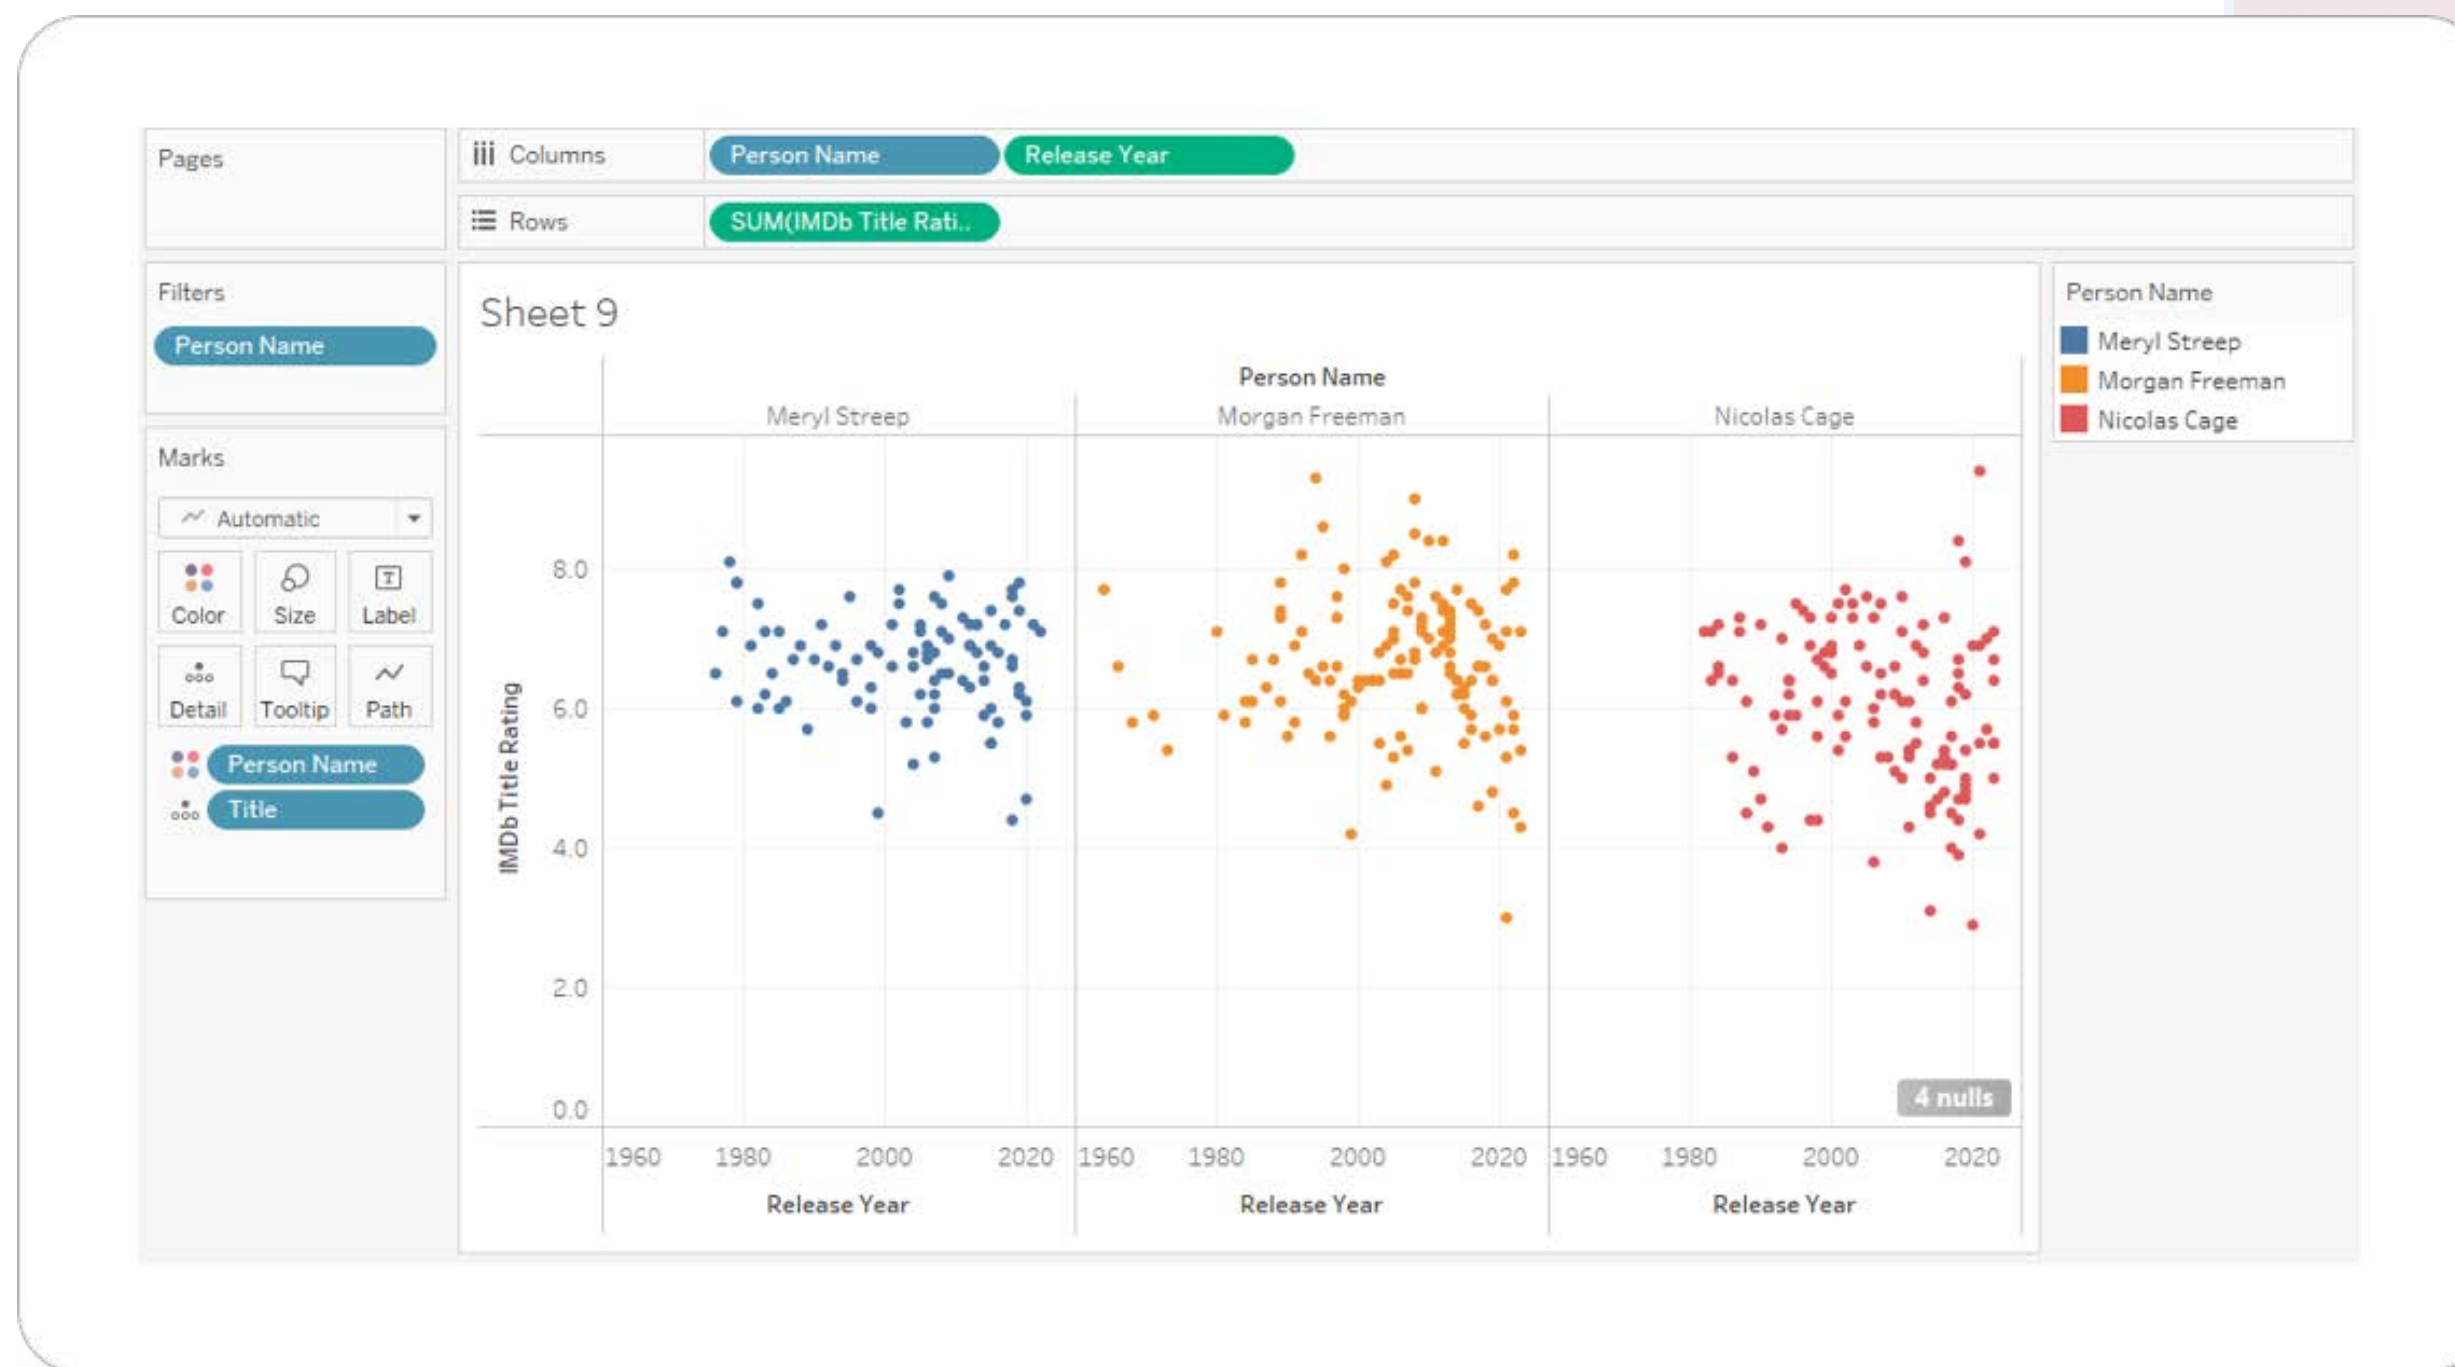 Pages
Columns Person Name Release Year
Rows SUM(IMDb Title Rati..
Filters
Person Name
Marks
Automatic
Color Size Label
Detail Tooltip Path
Person Name
Title
Sheet 9
Person Name
Meryl Streep Morgan Freeman Nicolas Cage
IMDb Title Rating
8.0
6.0
4.0
2.0
0.0
4 nulls
1960 1980 2000 2020 1960 1980 2000 2020 1960 1980 2000 2020
Release Year Release Year Release Year
Person Name
Meryl Streep
Morgan Freeman
Nicolas Cage